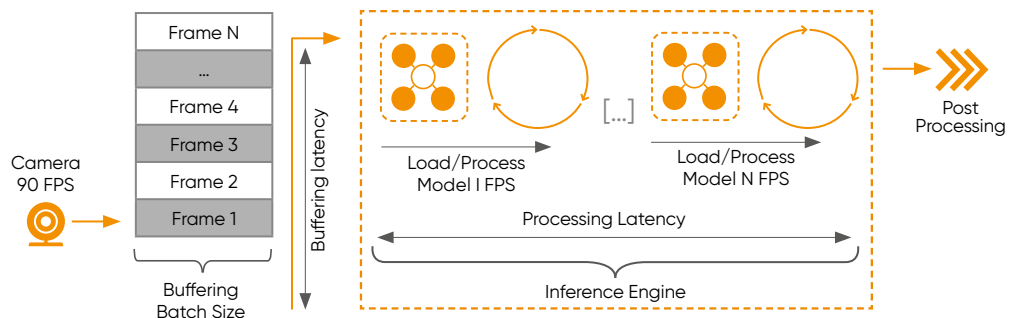 Camera
90 FPS
Frame N
...
Frame 4
Frame 3
Frame 2
Frame 1
Buffering
Batch Size
Buffering latency
Load/Process
Model I FPS
[...]
Load/Process
Model N FPS
Processing Latency
Inference Engine
Post
Processing